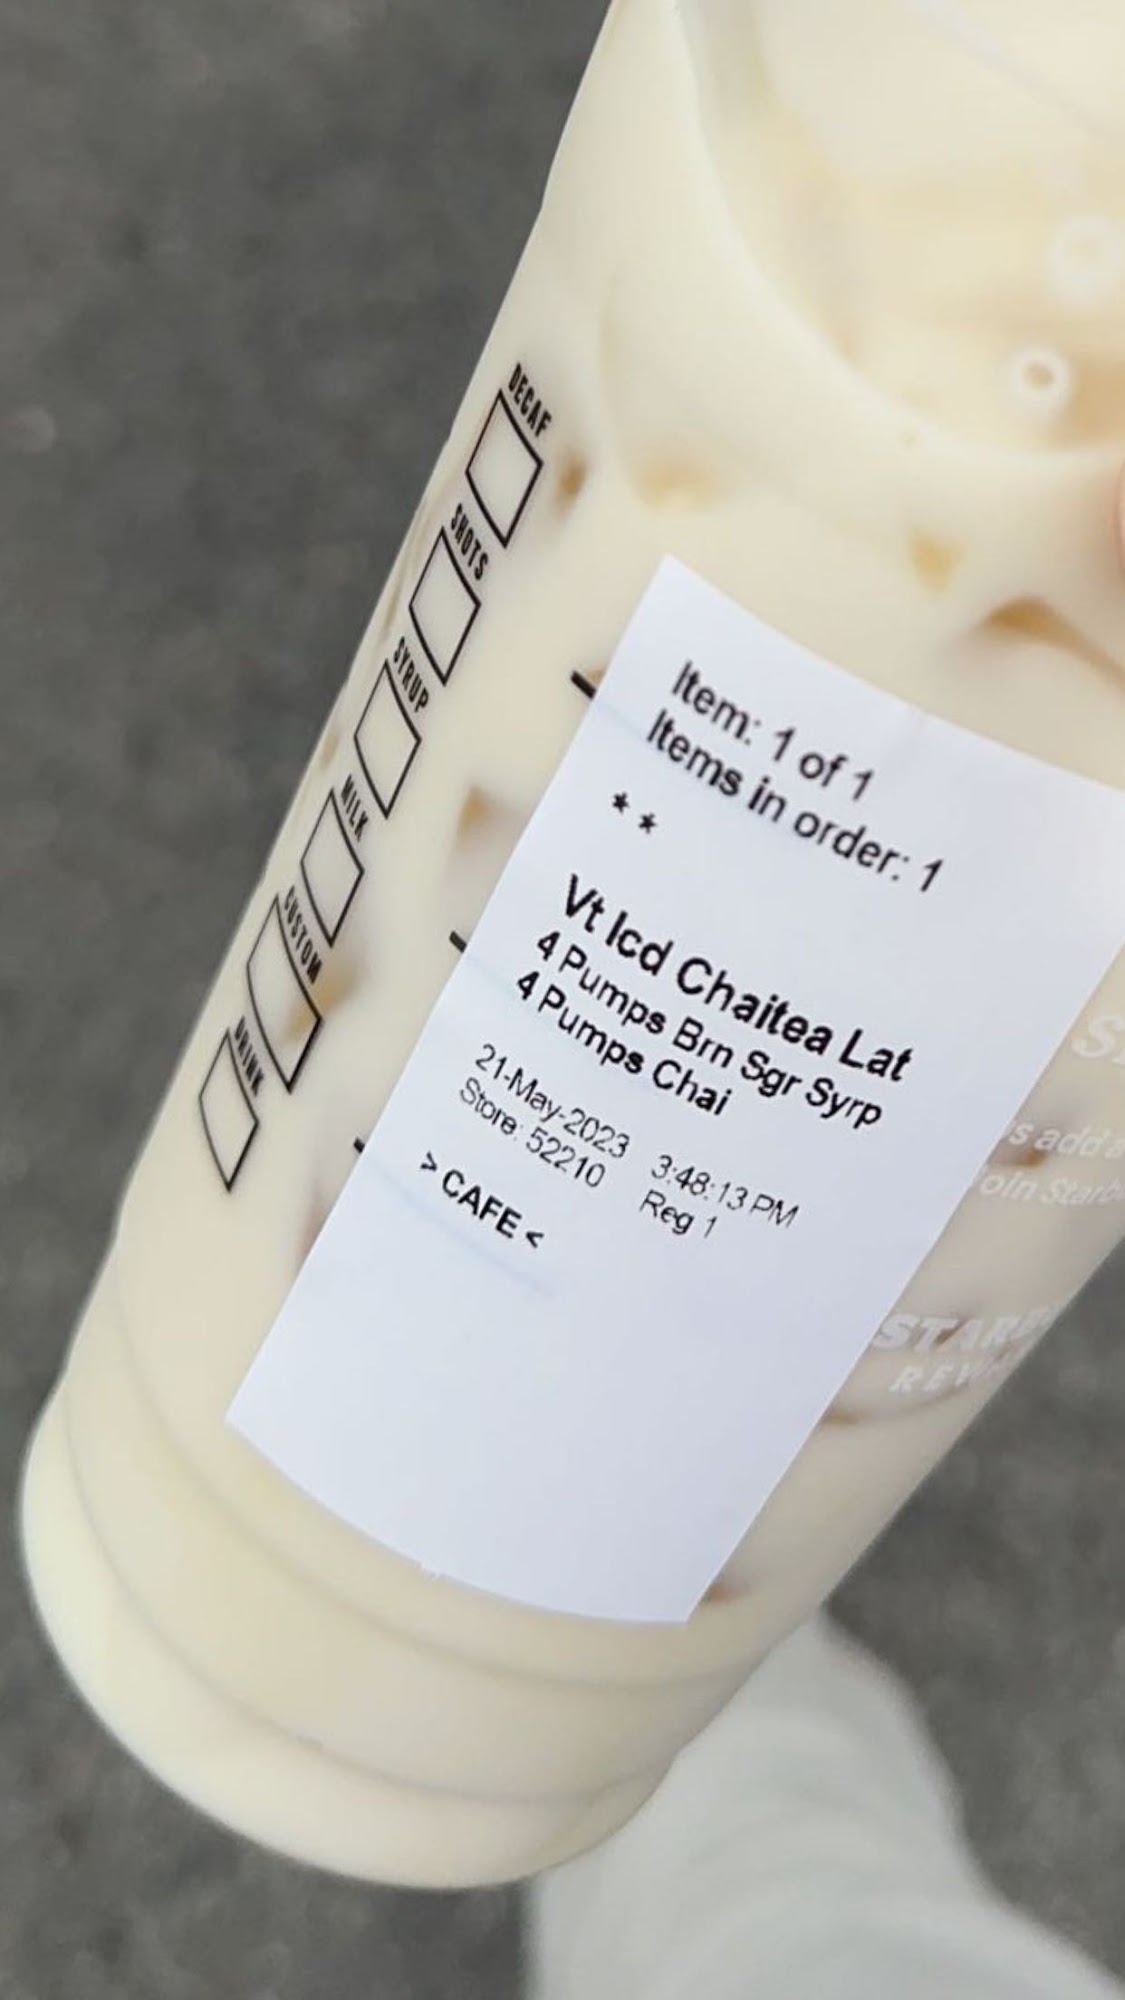 DECAF
SHOTS
SYRUP
MILK
CUSTOM
DRINK
Item: 1 of 1
Items in order: 1
* *
Vt Icd Chaitea Lat
4 Pumps Brn Sgr Syrp
4 Pumps Chai
21-May-2023 3:48:13 PM
Store: 52210 Reg 1
> CAFE <
add a